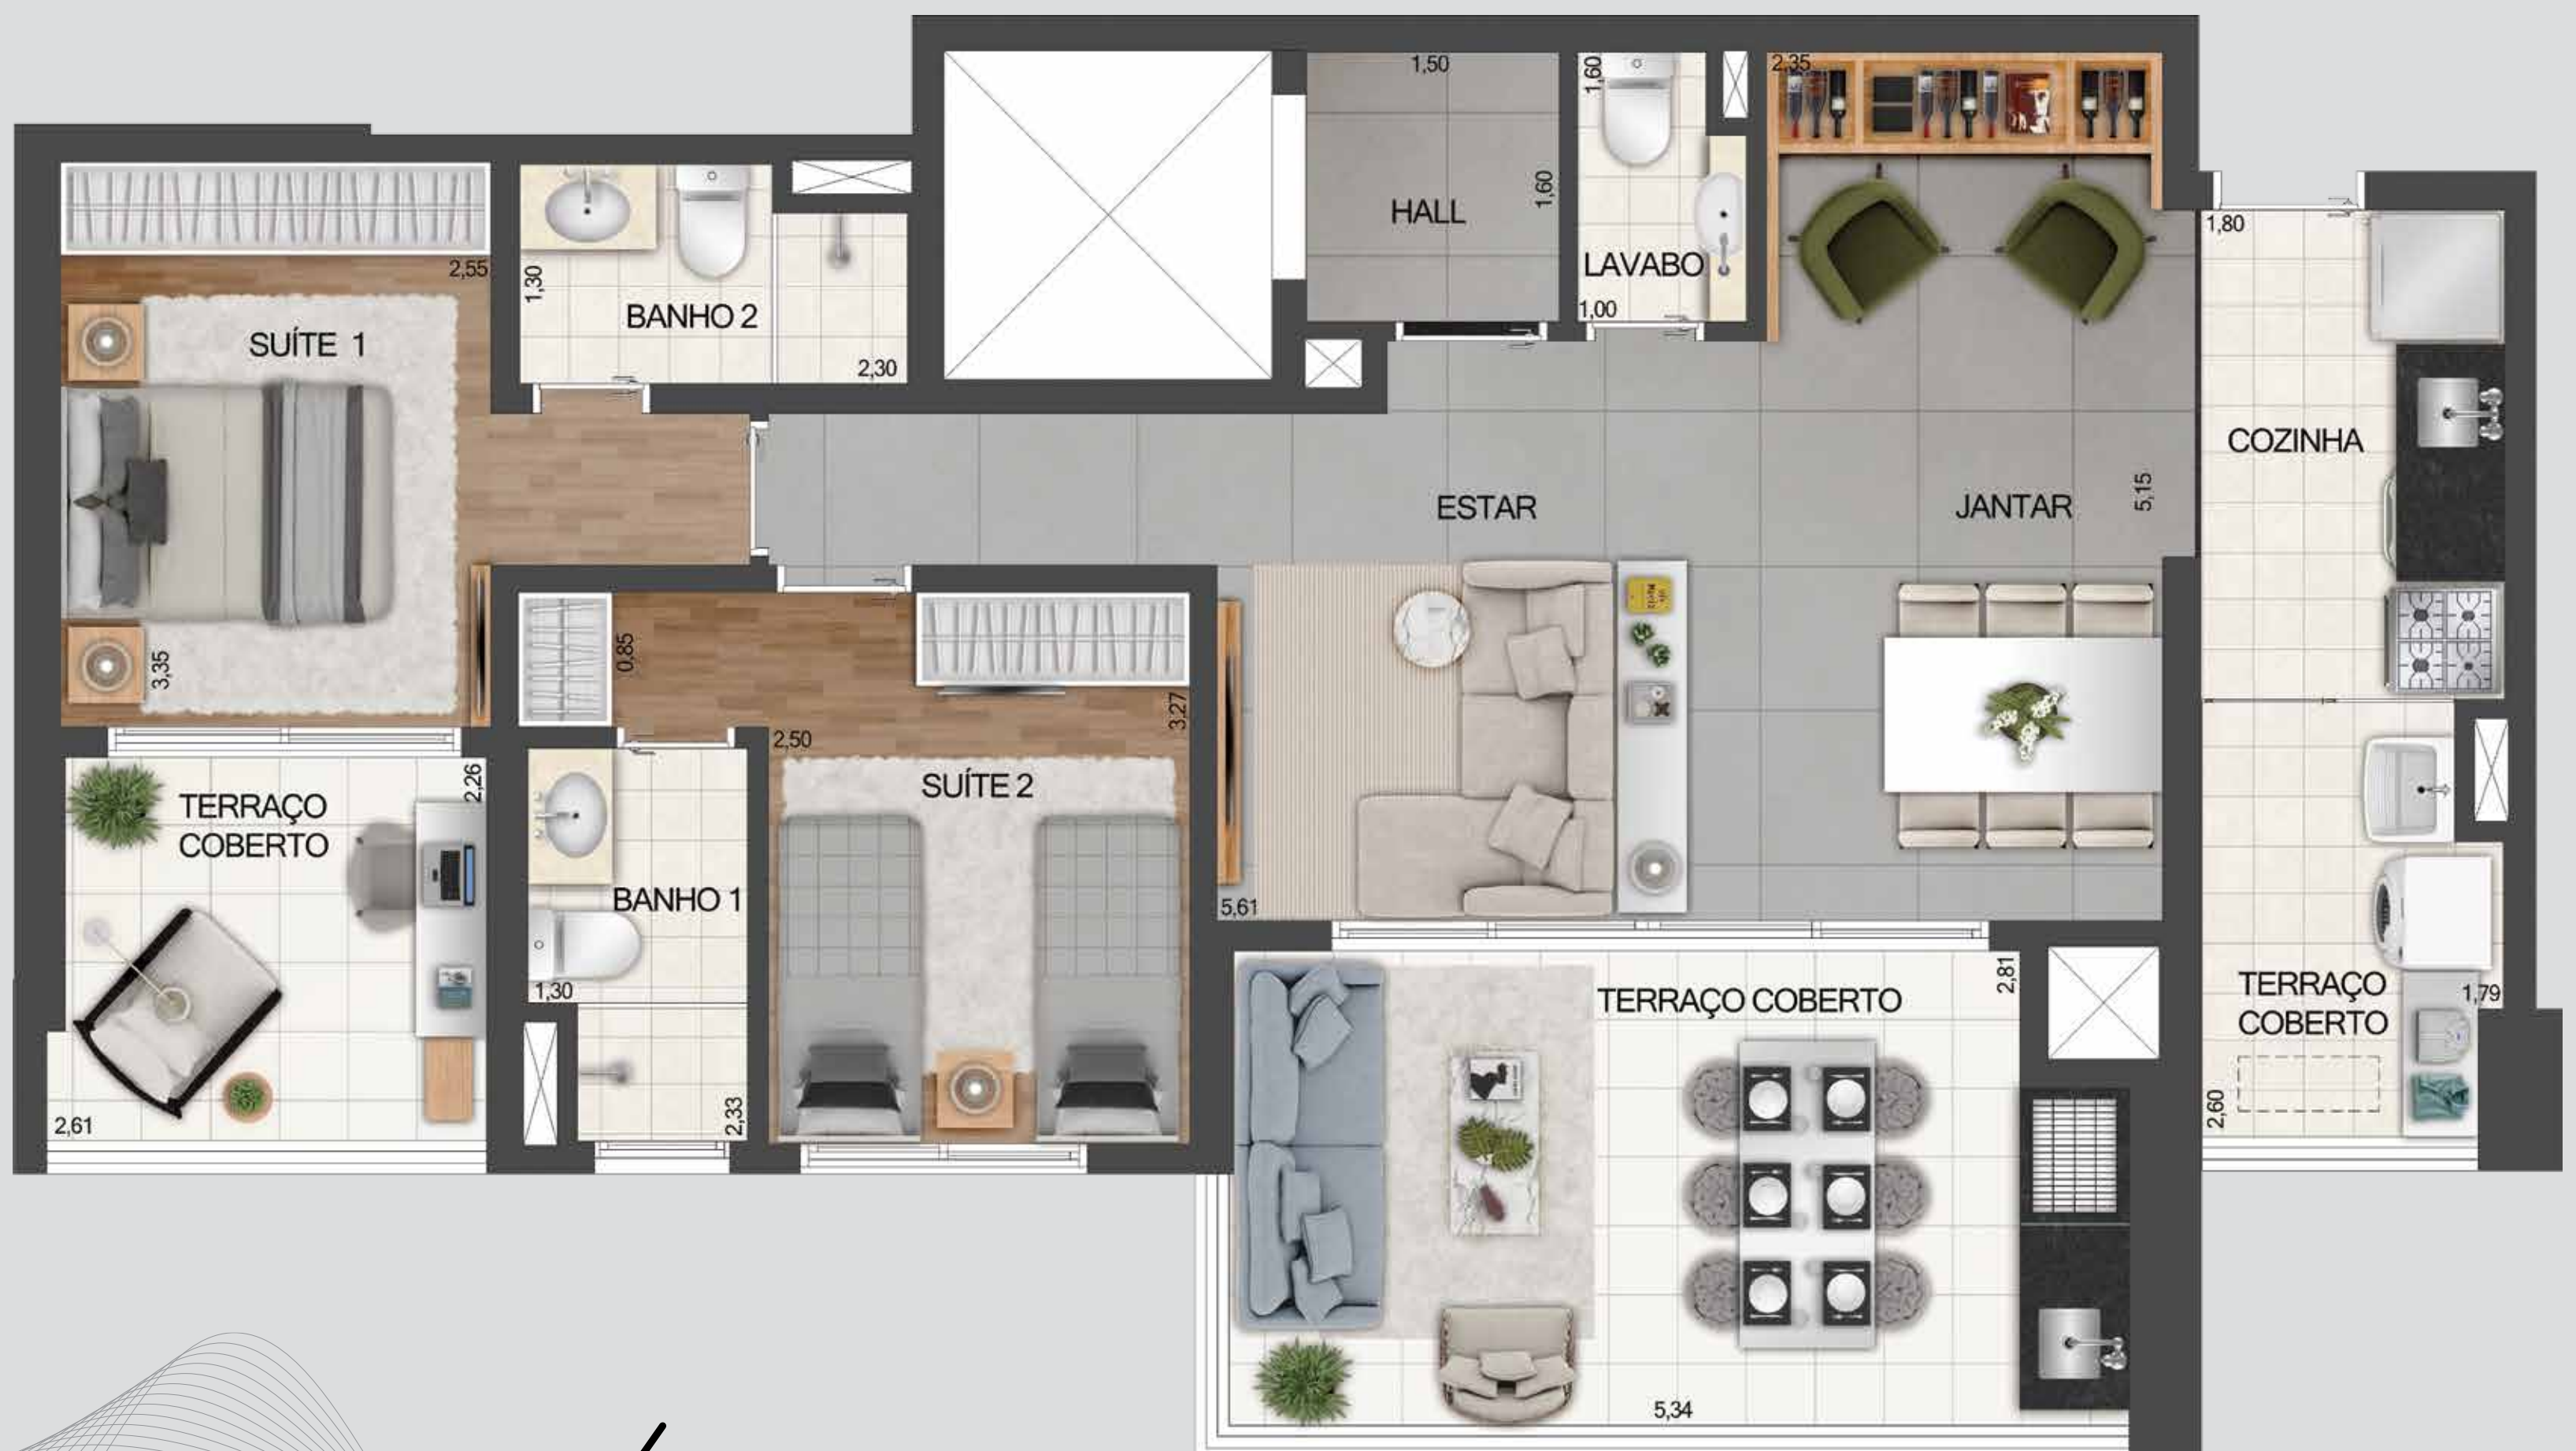 1,50
1,60
2,35
HALL
1,60
LAVABO
1,00
1,80
2,55
1,30
BANHO 2
2,30
SUÍTE 1
3,35
COZINHA
ESTAR
JANTAR
5,15
0,85
3,27
2,50
SUÍTE 2
TERRAÇO
COBERTO
2,26
2,61
BANHO 1
1,30
2,33
5,61
TERRAÇO COBERTO
2,81
5,34
TERRAÇO
COBERTO
1,79
2,60